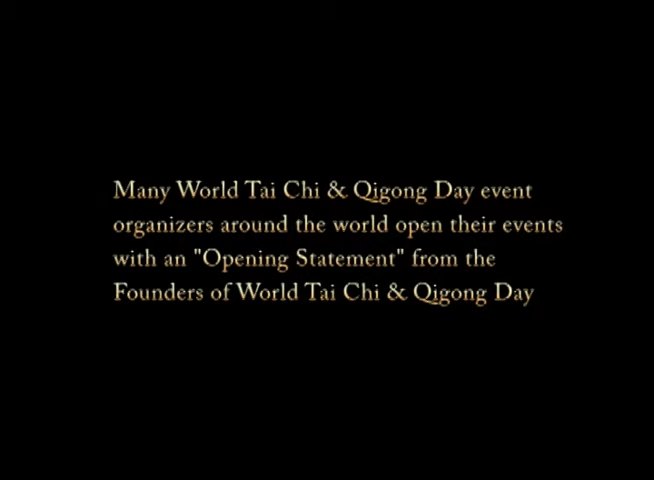 Many World Tai Chi & Qigong Day event
organizers around the world open their events
with an "Opening Statement" from the
Founders of World Tai Chi & Qigong Day